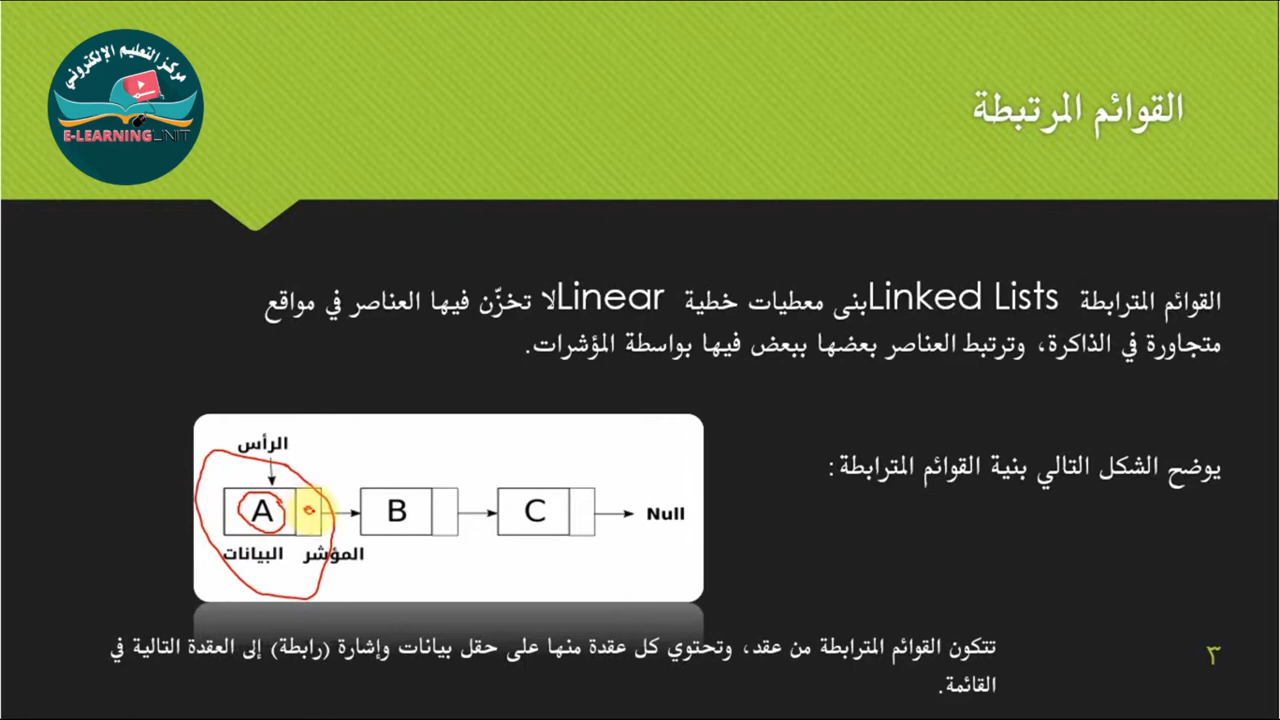 مركز التعليم الإلكتروني
E-LEARNING UNIT
القوائم المرتبطة
القوائم المترابطة Linked Lists بنى معطيات خطية Linear لا تخزّن فيها العناصر في مواقع
متجاورة في الذاكرة، وترتبط العناصر بعضها ببعض فيها بواسطة المؤشرات.
يوضح الشكل التالي بنية القوائم المترابطة:
الرأس
A B C Null
البيانات المؤشر
تتكون القوائم المترابطة من عقد، وتحتوي كل عقدة منها على حقل بيانات وإشارة (رابطة) إلى العقدة التالية في
القائمة.
٣